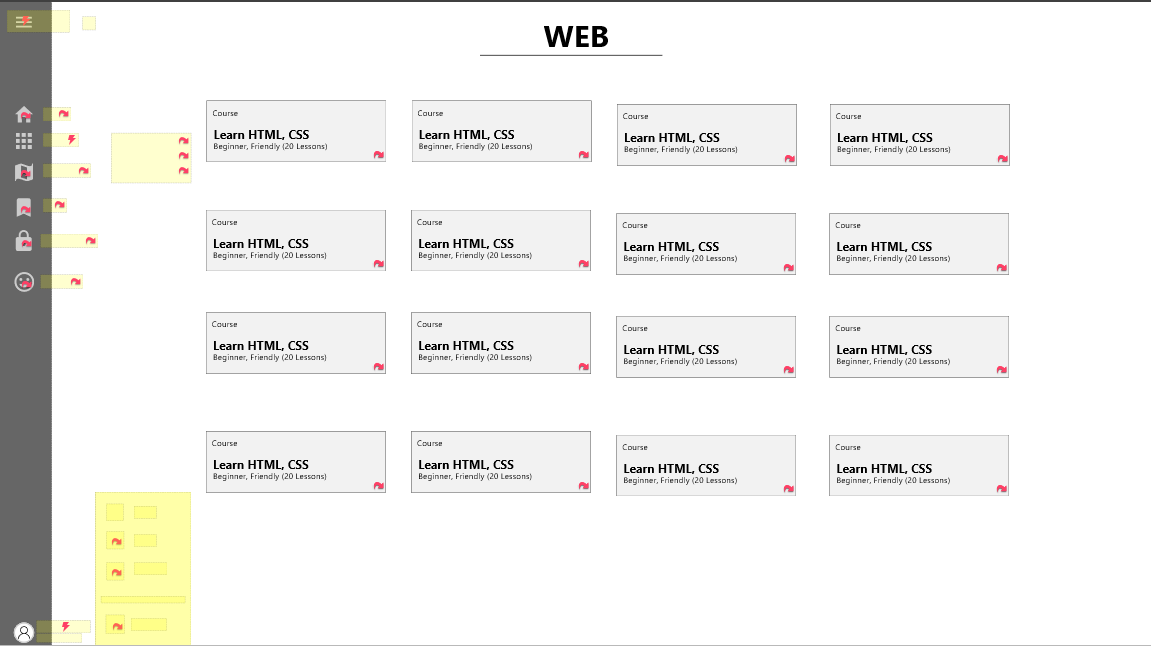 WEB
Course
Learn HTML, CSS
Beginner, Friendly (20 Lessons)
Course
Learn HTML, CSS
Beginner, Friendly (20 Lessons)
Course
Learn HTML, CSS
Beginner, Friendly (20 Lessons)
Course
Learn HTML, CSS
Beginner, Friendly (20 Lessons)
Course
Learn HTML, CSS
Beginner, Friendly (20 Lessons)
Course
Learn HTML, CSS
Beginner, Friendly (20 Lessons)
Course
Learn HTML, CSS
Beginner, Friendly (20 Lessons)
Course
Learn HTML, CSS
Beginner, Friendly (20 Lessons)
Course
Learn HTML, CSS
Beginner, Friendly (20 Lessons)
Course
Learn HTML, CSS
Beginner, Friendly (20 Lessons)
Course
Learn HTML, CSS
Beginner, Friendly (20 Lessons)
Course
Learn HTML, CSS
Beginner, Friendly (20 Lessons)
Course
Learn HTML, CSS
Beginner, Friendly (20 Lessons)
Course
Learn HTML, CSS
Beginner, Friendly (20 Lessons)
Course
Learn HTML, CSS
Beginner, Friendly (20 Lessons)
Course
Learn HTML, CSS
Beginner, Friendly (20 Lessons)